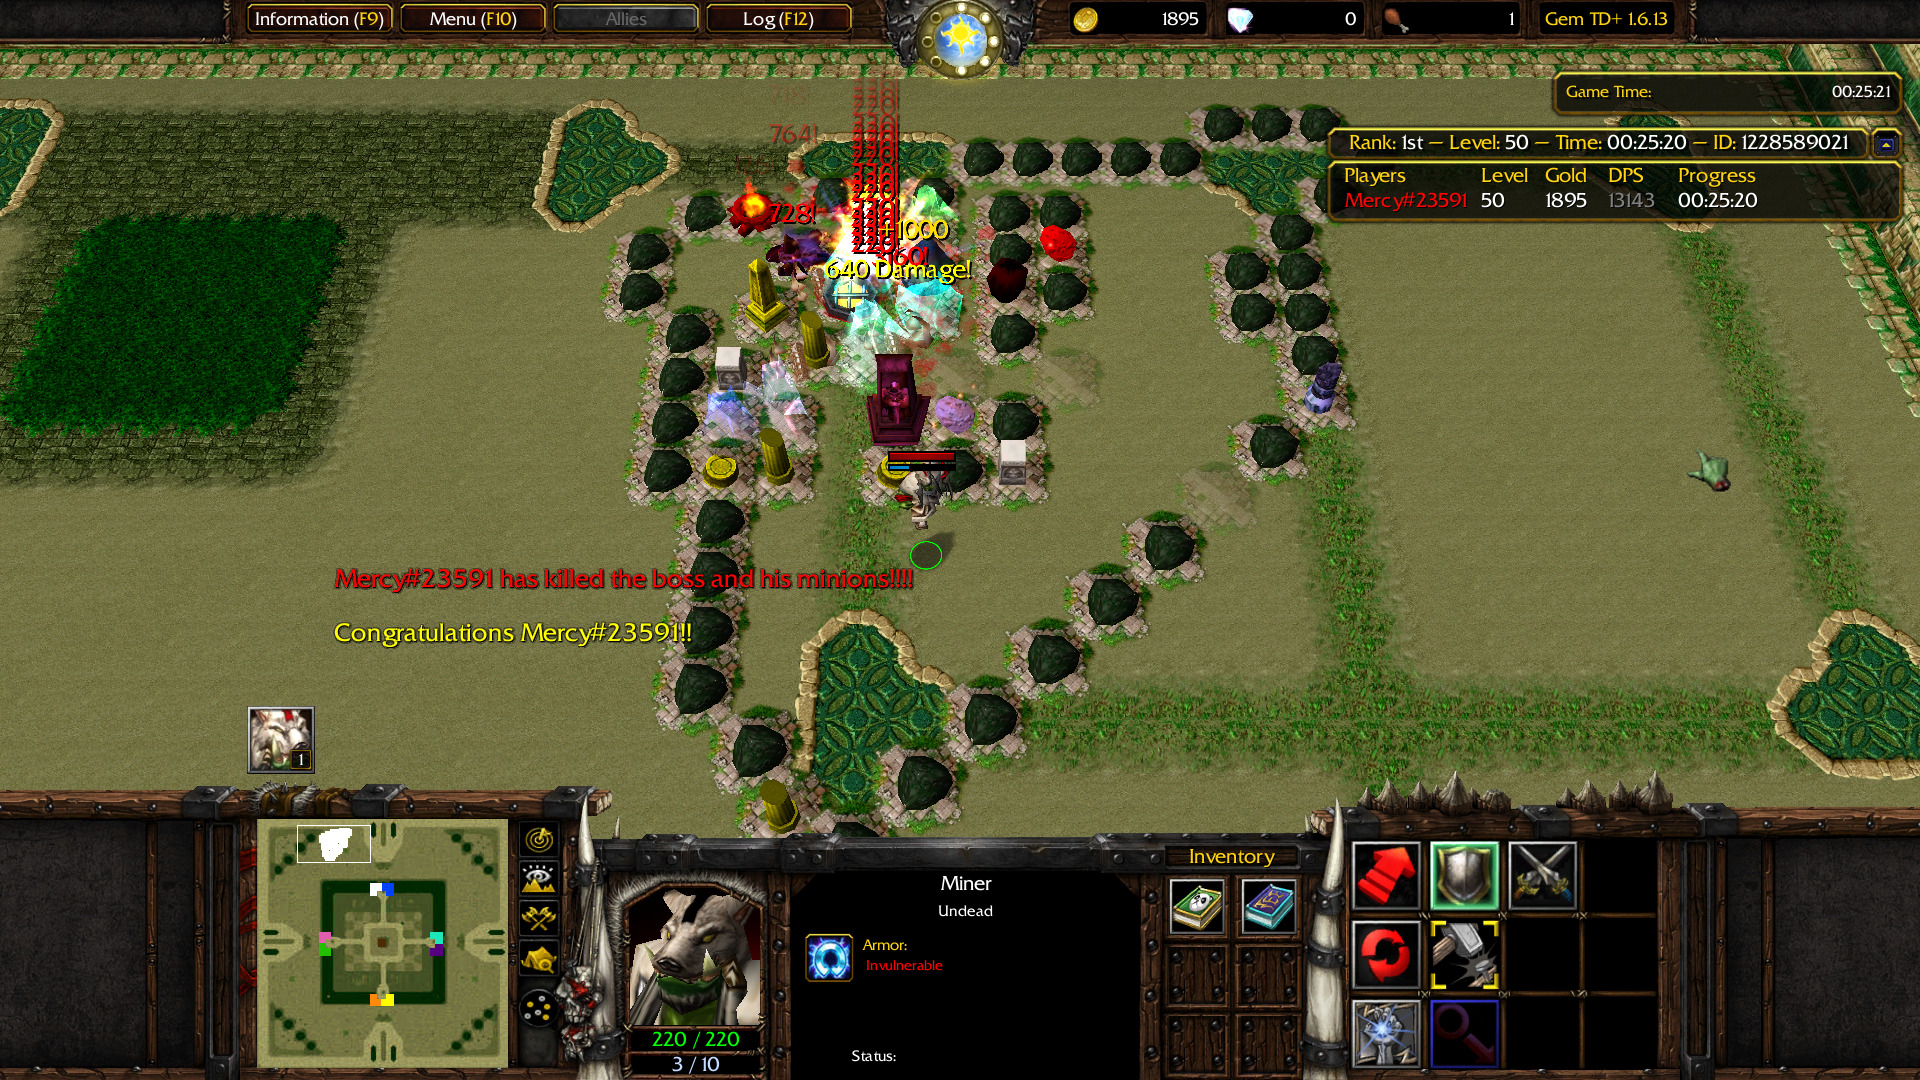 Information (F9) Menu (F10) Allies Log (F12) 1895 0 1 Gem TD+ 1.6.13
Game Time: 00:25:21
Rank: 1st — Level: 50 — Time: 00:25:20 — ID: 1228589021
Players Level Gold DPS Progress
Mercy#23591 50 1895 13143 00:25:20
764!
728!
+1000
640 Damage!
Mercy#23591 has killed the boss and his minions!!!!
Congratulations Mercy#23591!!
1
Inventory
Miner
Undead
Armor:
Invulnerable
220 / 220
3 / 10
Status: